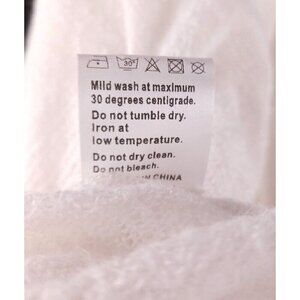 30°
Mild wash at maximum
30 degrees centigrade.
Do not tumble dry.
Iron at
low temperature.
Do not dry clean.
Do not bleach.
IN CHINA